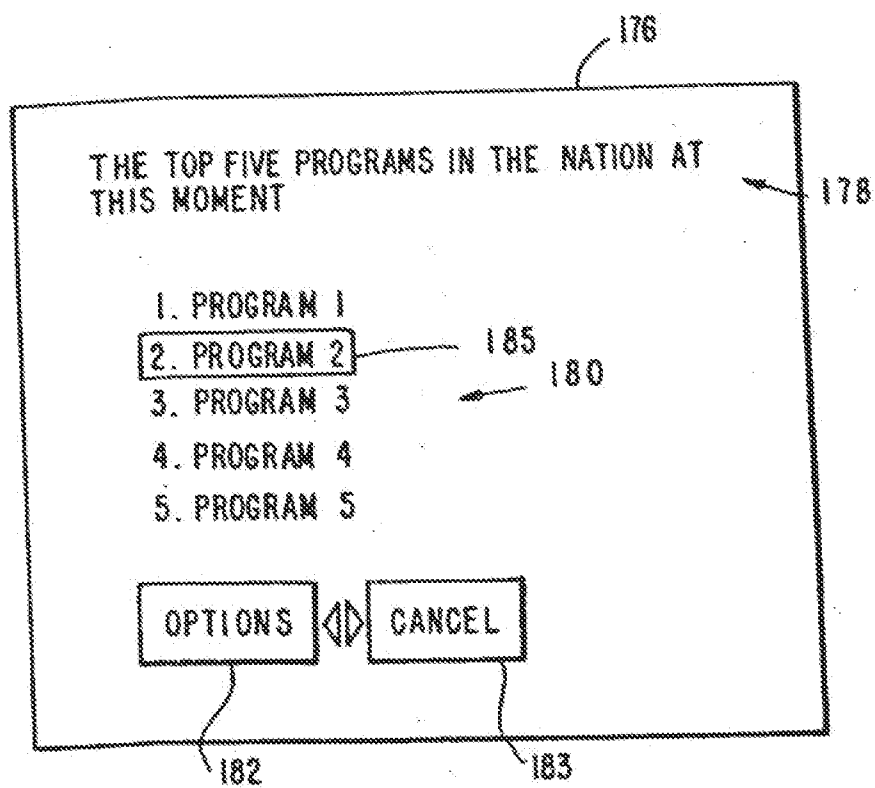 176
THE TOP FIVE PROGRAMS IN THE NATION AT
THIS MOMENT
178
1. PROGRAM 1
2. PROGRAM 2
185
3. PROGRAM 3
180
4. PROGRAM 4
5. PROGRAM 5
OPTIONS
CANCEL
182
183